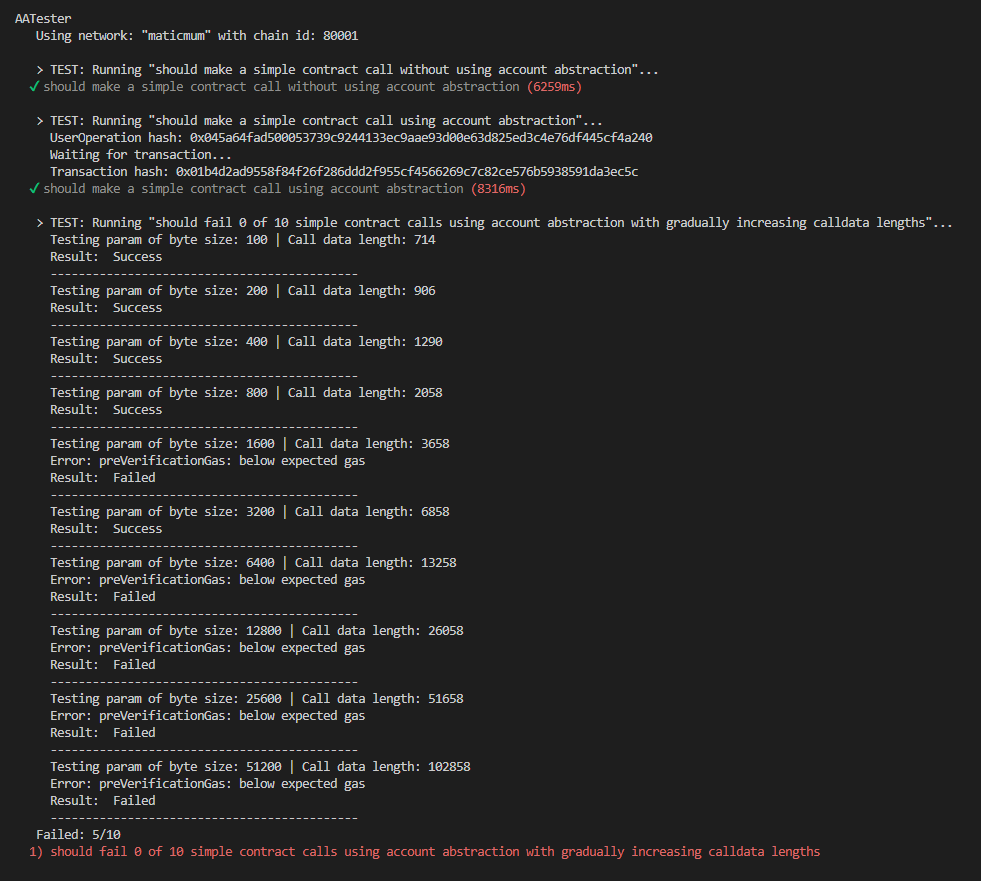 AATester
Using network: "maticmum" with chain id: 80001
> TEST: Running "should make a simple contract call without using account abstraction"...
✓ should make a simple contract call without using account abstraction (6259ms)
> TEST: Running "should make a simple contract call using account abstraction"...
UserOperation hash: 0x045a64fad500053739c9244133ec9aae93d00e63d825ed3c4e76df445cf4a240
Waiting for transaction...
Transaction hash: 0x01b4d2ad9558f84f26f286ddd2f955cf4566269c7c82ce576b5938591da3ec5c
✓ should make a simple contract call using account abstraction (8316ms)
> TEST: Running "should fail 0 of 10 simple contract calls using account abstraction with gradually increasing calldata lengths"...
Testing param of byte size: 100 | Call data length: 714
Result:  Success
--------------------------------------------
Testing param of byte size: 200 | Call data length: 906
Result:  Success
--------------------------------------------
Testing param of byte size: 400 | Call data length: 1290
Result:  Success
--------------------------------------------
Testing param of byte size: 800 | Call data length: 2058
Result:  Success
--------------------------------------------
Testing param of byte size: 1600 | Call data length: 3658
Error: preVerificationGas: below expected gas
Result:  Failed
--------------------------------------------
Testing param of byte size: 3200 | Call data length: 6858
Result:  Success
--------------------------------------------
Testing param of byte size: 6400 | Call data length: 13258
Error: preVerificationGas: below expected gas
Result:  Failed
--------------------------------------------
Testing param of byte size: 12800 | Call data length: 26058
Error: preVerificationGas: below expected gas
Result:  Failed
--------------------------------------------
Testing param of byte size: 25600 | Call data length: 51658
Error: preVerificationGas: below expected gas
Result:  Failed
--------------------------------------------
Testing param of byte size: 51200 | Call data length: 102858
Error: preVerificationGas: below expected gas
Result:  Failed
--------------------------------------------
Failed: 5/10
1) should fail 0 of 10 simple contract calls using account abstraction with gradually increasing calldata lengths